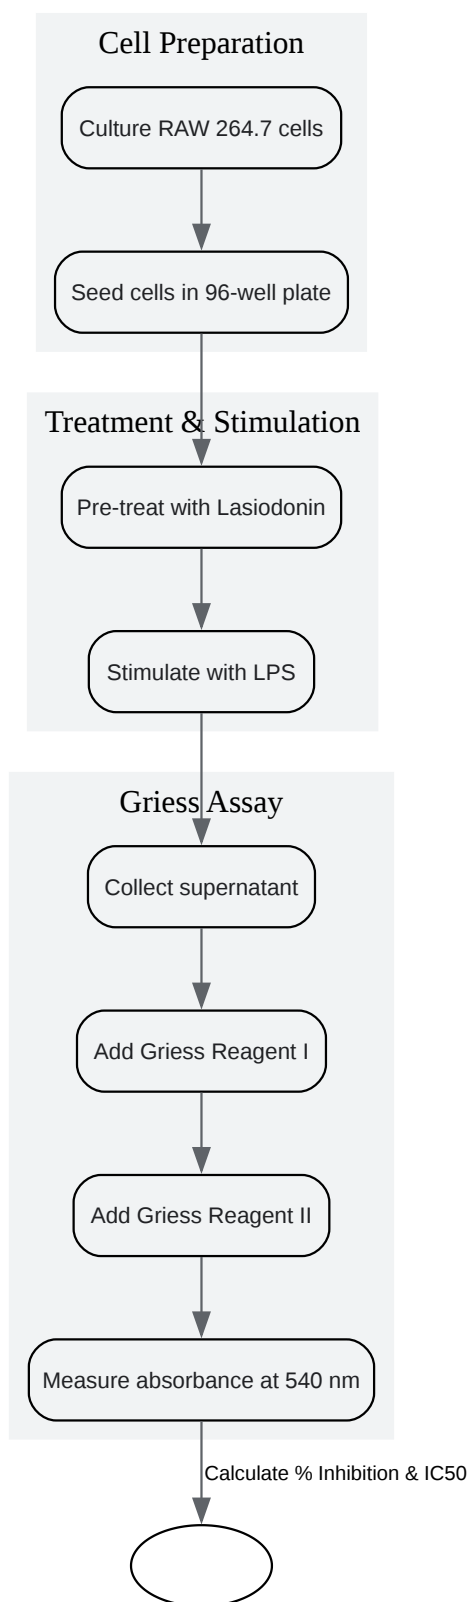 Cell Preparation
Culture RAW 264.7 cells
Seed cells in 96-well plate
Treatment & Stimulation
Pre-treat with Lasiodonin
Stimulate with LPS
Griess Assay
Collect supernatant
Add Griess Reagent I
Add Griess Reagent II
Measure absorbance at 540 nm
Calculate % Inhibition & IC50